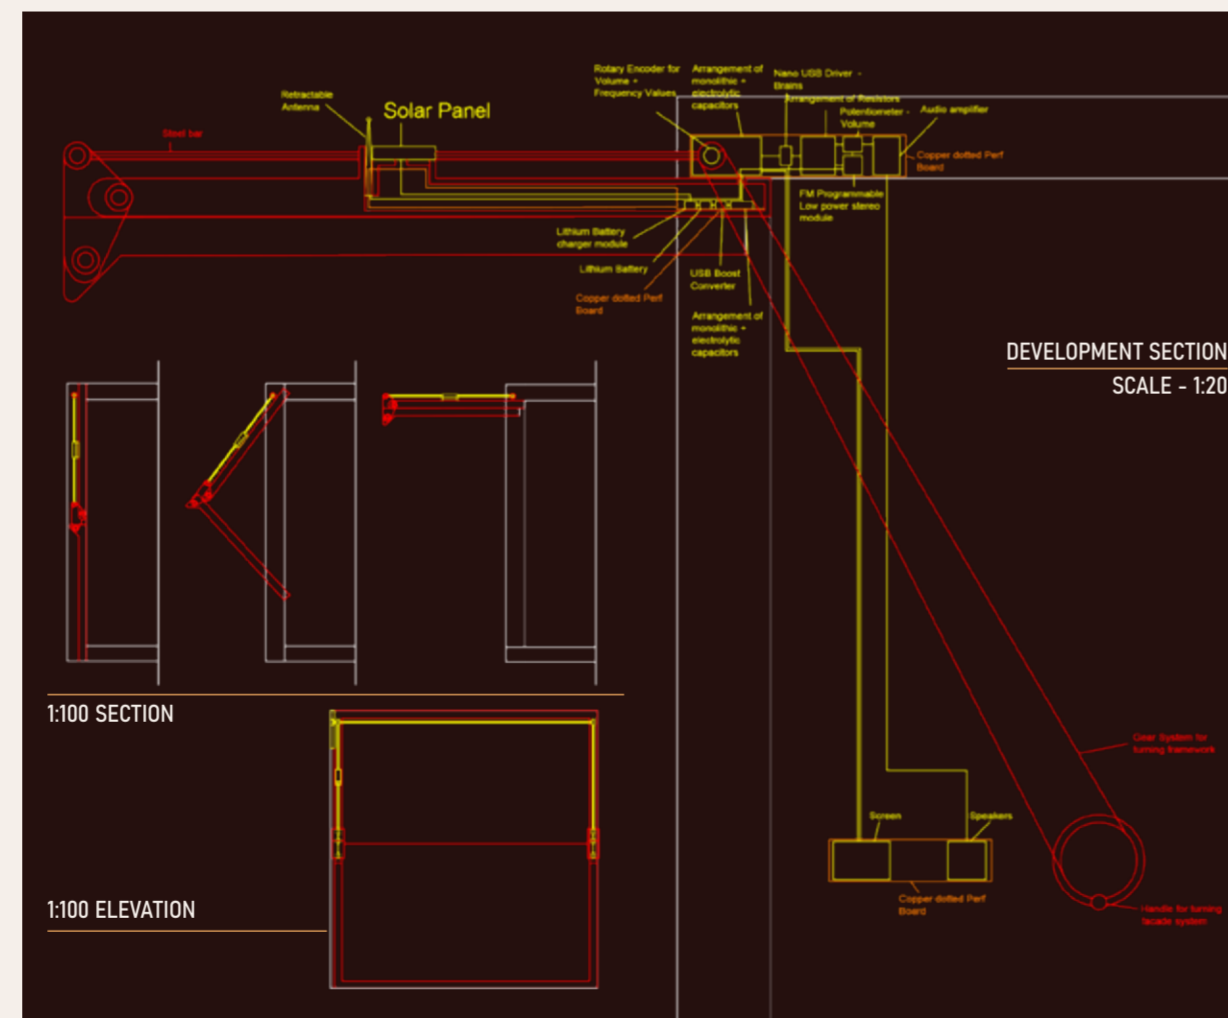 Rotary Encoder for
Volume +
Frequency Values
Arrangement of
monolithic +
electrolytic
capacitors
Nano USB Driver -
Brains
Arrangement of Resistors
Potentiometer -
Volume
Audio amplifier
Retractable
Antenna
Solar Panel
Steel bar
Copper dotted Perf
Board
FM Programmable
Low power stereo
module
Lithium Battery
charger module
Lithium Battery
USB Boost
Converter
Copper dotted Perf
Board
Arrangement of
monolithic +
electrolytic
capacitors
DEVELOPMENT SECTION
SCALE - 1:20
1:100 SECTION
Gear System for
turning framework
Screen
Speakers
Copper dotted Perf
Board
Handle for turning
facade system
1:100 ELEVATION